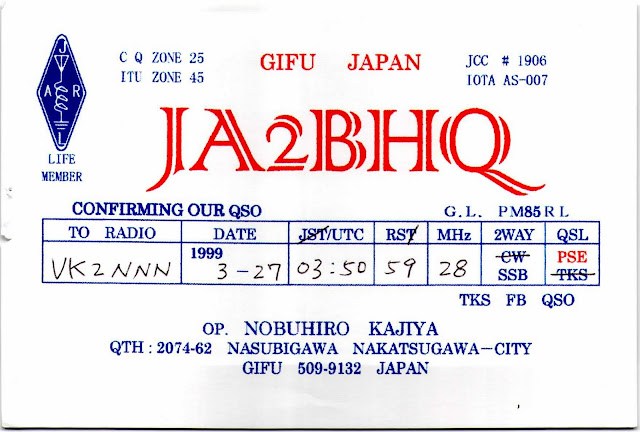 J
A R
L
LIFE
MEMBER
CQ ZONE 25
ITU ZONE 45
GIFU JAPAN
JCC # 1906
IOTA AS-007
JA2BHQ
CONFIRMING OUR QSO
G.L. PM85RL
TO RADIO DATE JST/UTC RST MHz 2WAY QSL
VK2NNN 1999 3-27 03:50 59 28 CW SSB PSE TKS
TKS FB QSO
OP. NOBUHIRO KAJIYA
QTH : 2074-62 NASUBIGAWA NAKATSUGAWA-CITY
GIFU 509-9132 JAPAN